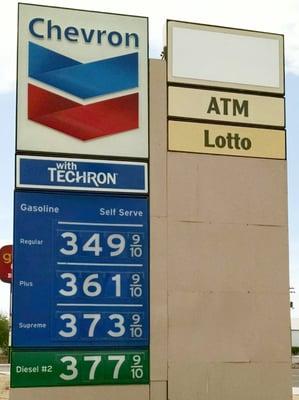 Chevron
with
TECHRON
Gasoline Self Serve
Regular 349 9/10
Plus 361 9/10
Supreme 373 9/10
Diesel #2 377 9/10
ATM
Lotto